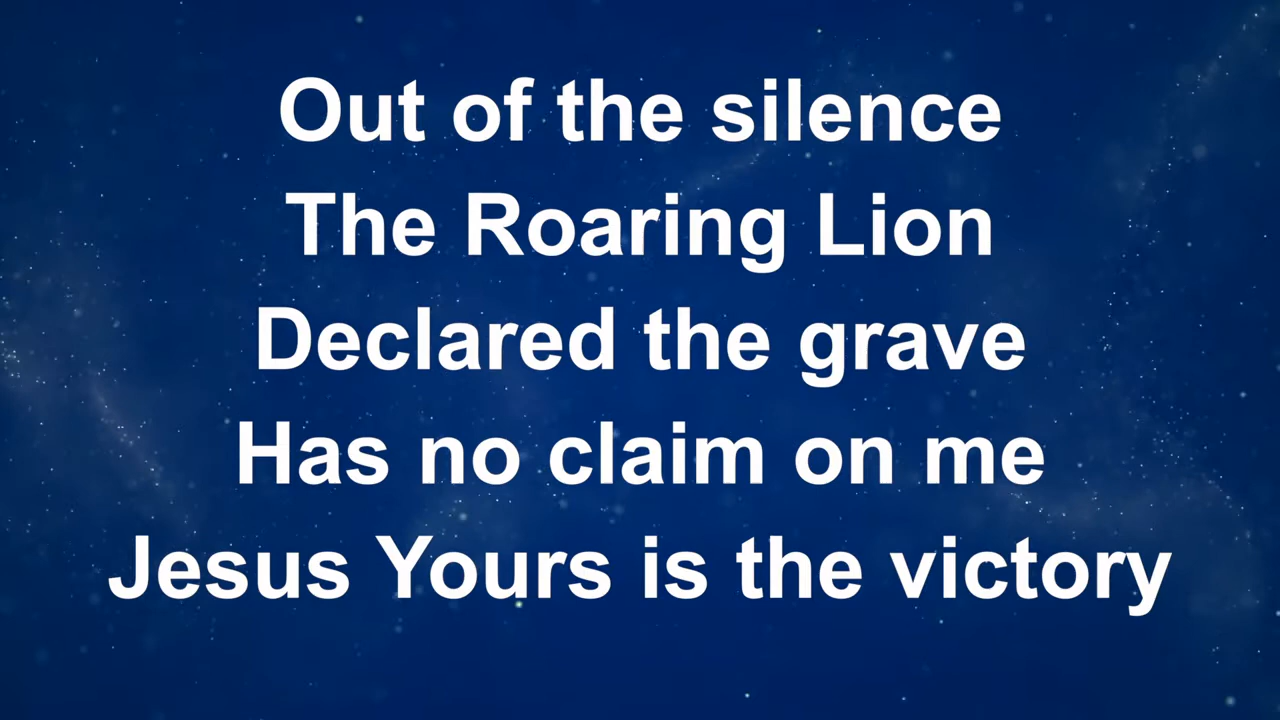 Out of the silence
The Roaring Lion
Declared the grave
Has no claim on me
Jesus Yours is the victory